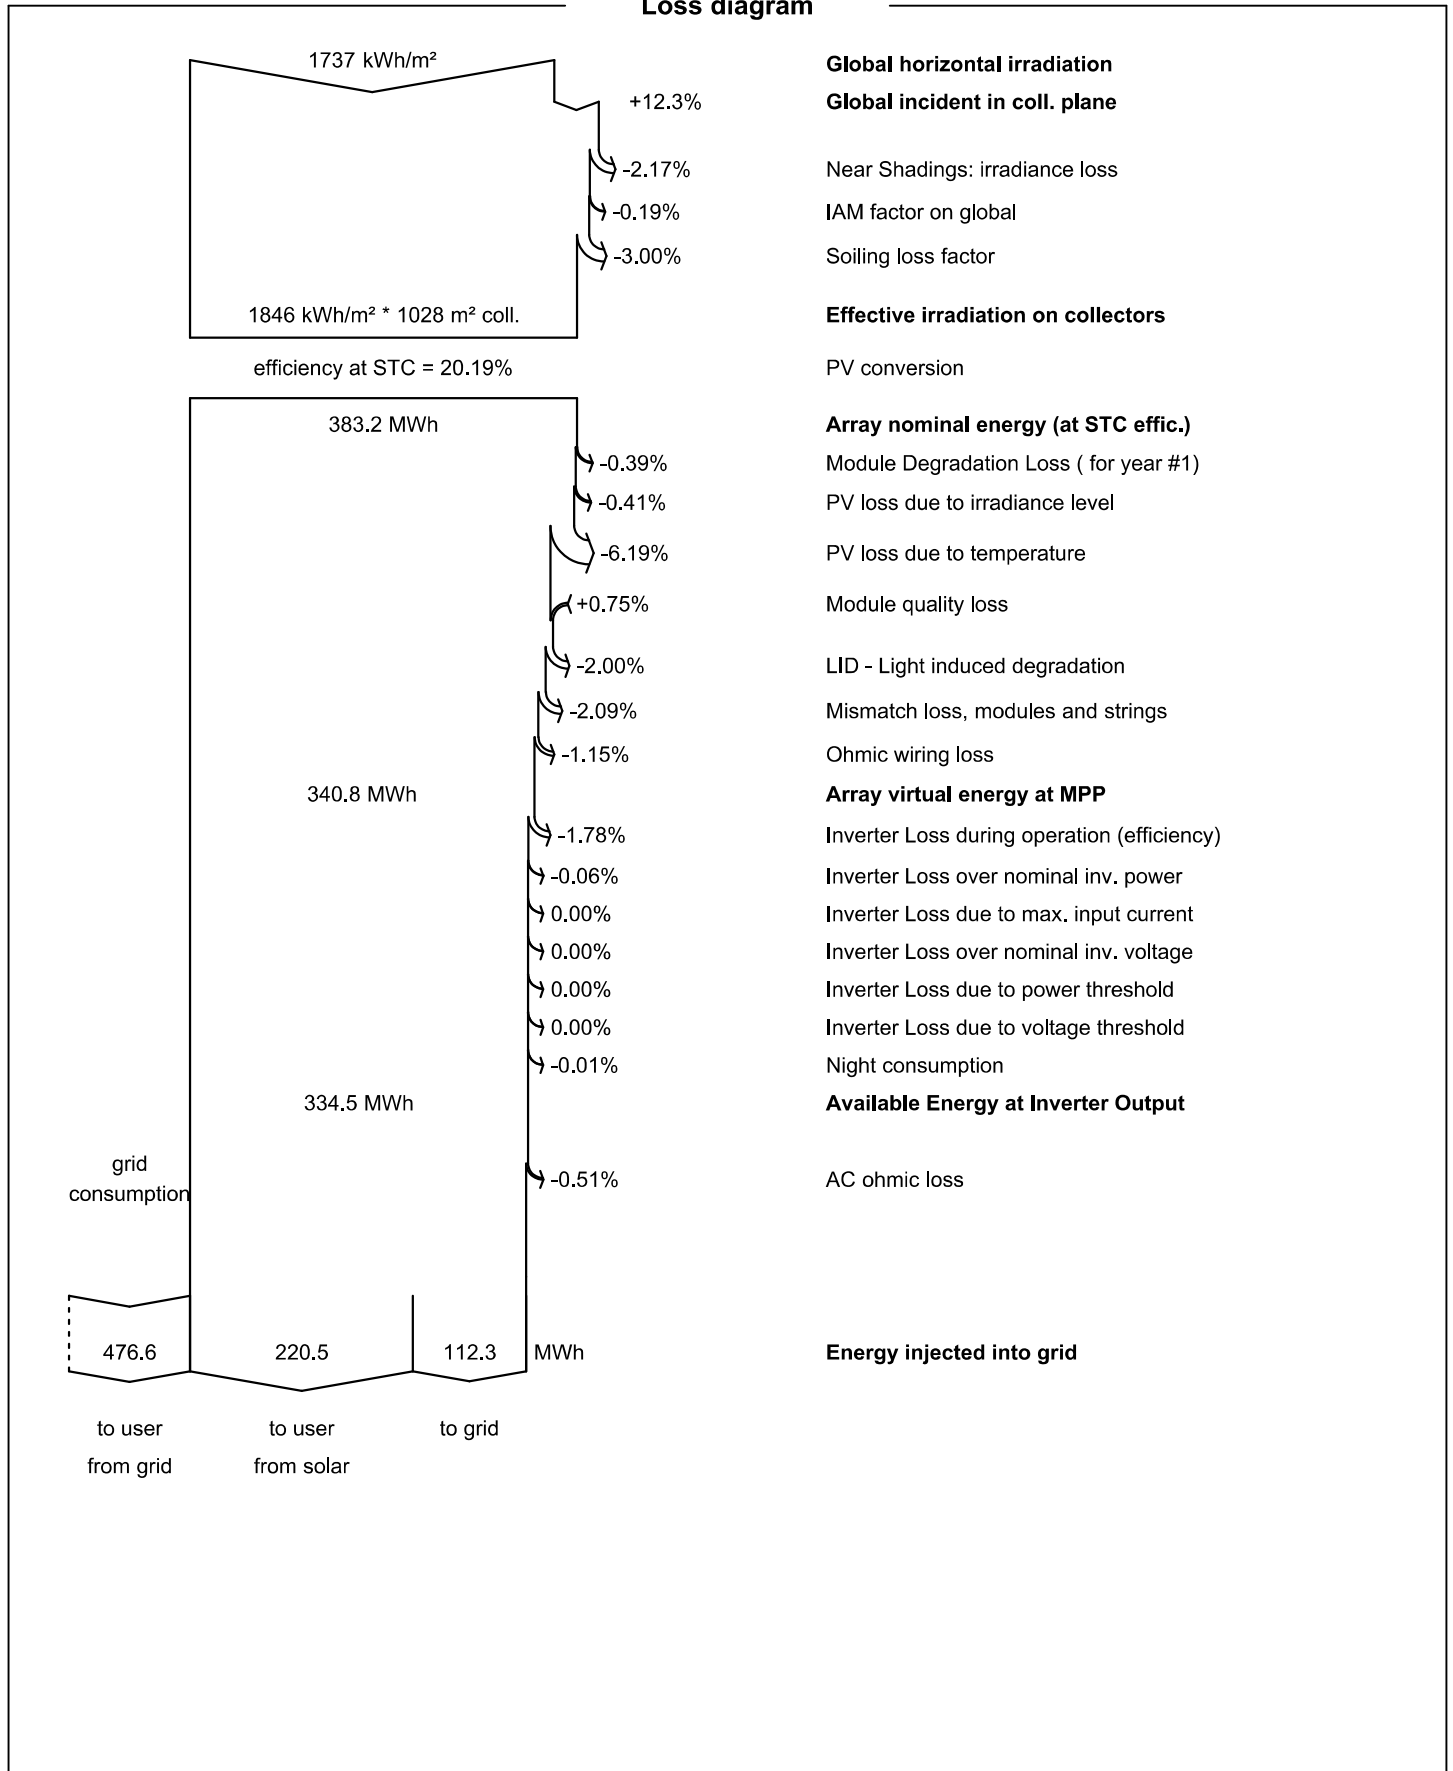 Loss diagram
1737 kWh/m² Global horizontal irradiation
+12.3% Global incident in coll. plane
-2.17% Near Shadings: irradiance loss
-0.19% IAM factor on global
-3.00% Soiling loss factor
1846 kWh/m² * 1028 m² coll. Effective irradiation on collectors
efficiency at STC = 20.19% PV conversion
383.2 MWh Array nominal energy (at STC effic.)
-0.39% Module Degradation Loss ( for year #1)
-0.41% PV loss due to irradiance level
-6.19% PV loss due to temperature
+0.75% Module quality loss
-2.00% LID - Light induced degradation
-2.09% Mismatch loss, modules and strings
-1.15% Ohmic wiring loss
340.8 MWh Array virtual energy at MPP
-1.78% Inverter Loss during operation (efficiency)
-0.06% Inverter Loss over nominal inv. power
0.00% Inverter Loss due to max. input current
0.00% Inverter Loss over nominal inv. voltage
0.00% Inverter Loss due to power threshold
0.00% Inverter Loss due to voltage threshold
-0.01% Night consumption
334.5 MWh Available Energy at Inverter Output
grid
consumption
-0.51% AC ohmic loss
476.6 220.5 112.3 MWh Energy injected into grid
to user to user to grid
from grid from solar